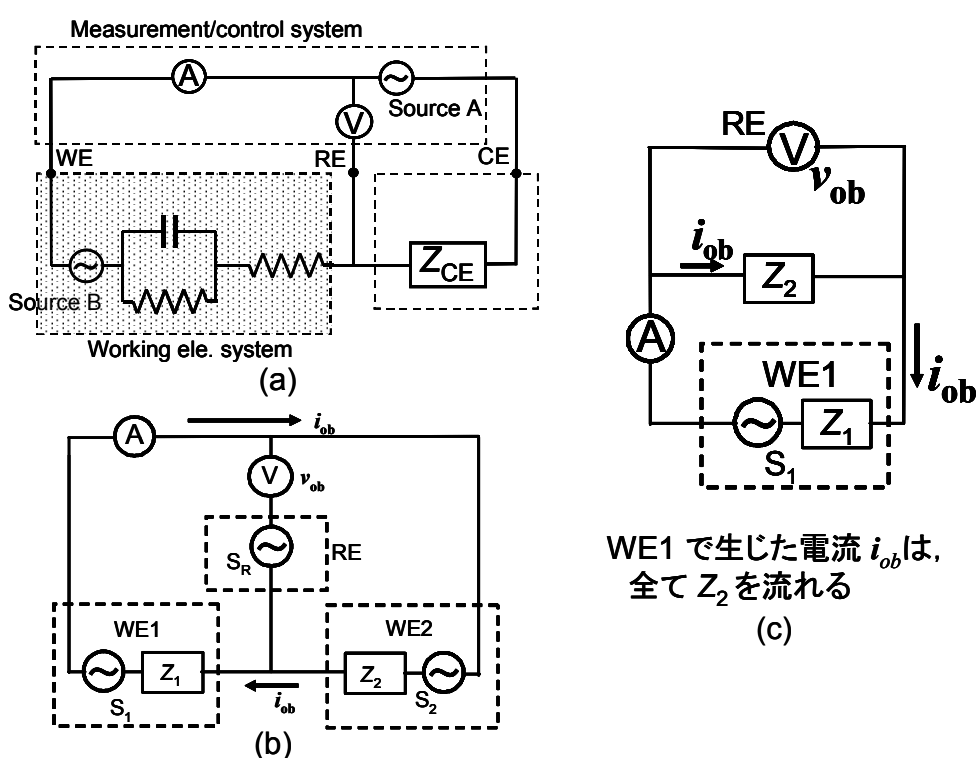 Measurement/control system
A
Source A
V
WE
RE
CE
Source B
Z_CE
Working ele. system
(a)
i_ob
A
V
v_ob
S_R
RE
WE1
WE2
Z_1
Z_2
S_1
S_2
i_ob
(b)
RE
V
v_ob
i_ob
Z_2
A
WE1
i_ob
Z_1
S_1
WE1 で生じた電流 i_obは,
全て Z_2 を流れる
(c)